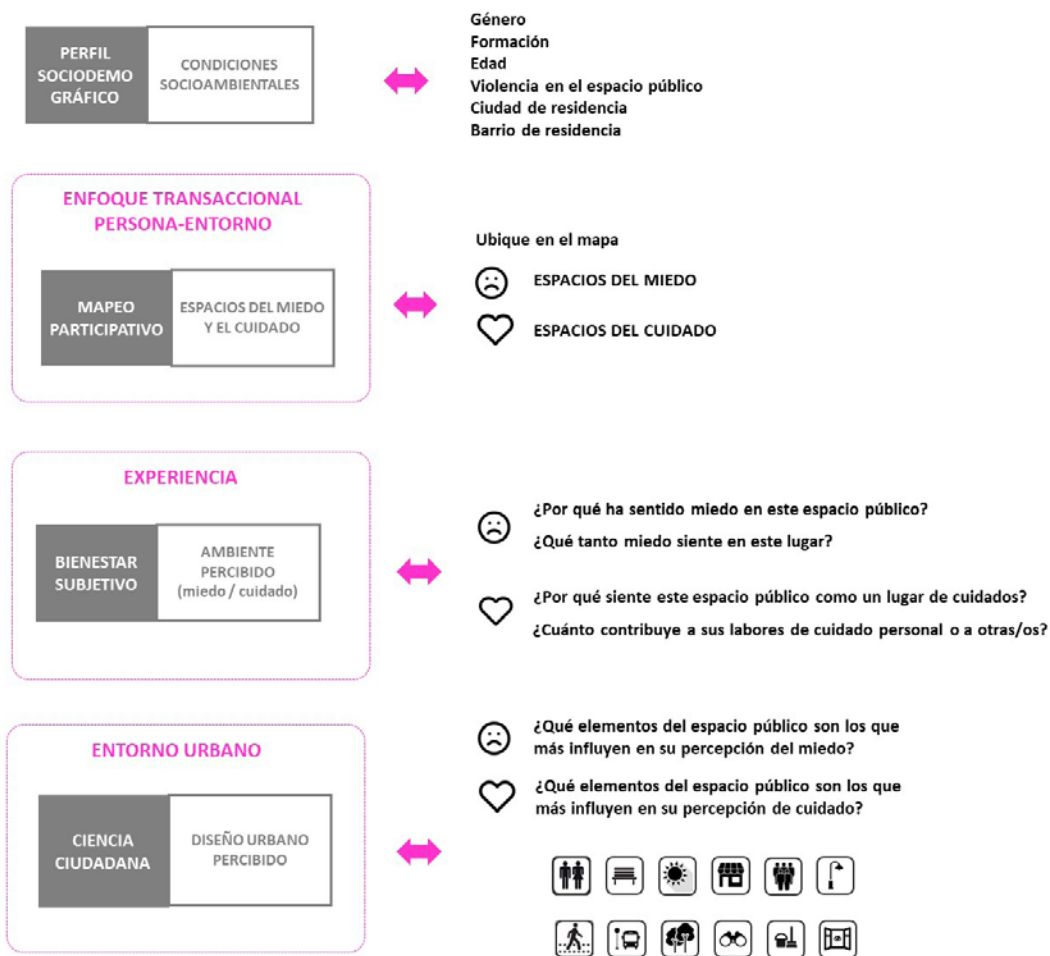 PERFIL
SOCIODEMO
GRÁFICO
CONDICIONES
SOCIOAMBIENTALES
Género
Formación
Edad
Violencia en el espacio público
Ciudad de residencia
Barrio de residencia
ENFOQUE TRANSACCIONAL
PERSONA-ENTORNO
MAPEO
PARTICIPATIVO
ESPACIOS DEL MIEDO
Y EL CUIDADO
Ubique en el mapa
ESPACIOS DEL MIEDO
ESPACIOS DEL CUIDADO
EXPERIENCIA
BIENESTAR
SUBJETIVO
AMBIENTE
PERCIBIDO
(miedo / cuidado)
¿Por qué ha sentido miedo en este espacio público?
¿Qué tanto miedo siente en este lugar?
¿Por qué siente este espacio público como un lugar de cuidados?
¿Cuánto contribuye a sus labores de cuidado personal o a otras/os?
ENTORNO URBANO
CIENCIA
CIUDADANA
DISEÑO URBANO
PERCIBIDO
¿Qué elementos del espacio público son los que
más influyen en su percepción del miedo?
¿Qué elementos del espacio público son los que
más influyen en su percepción de cuidado?